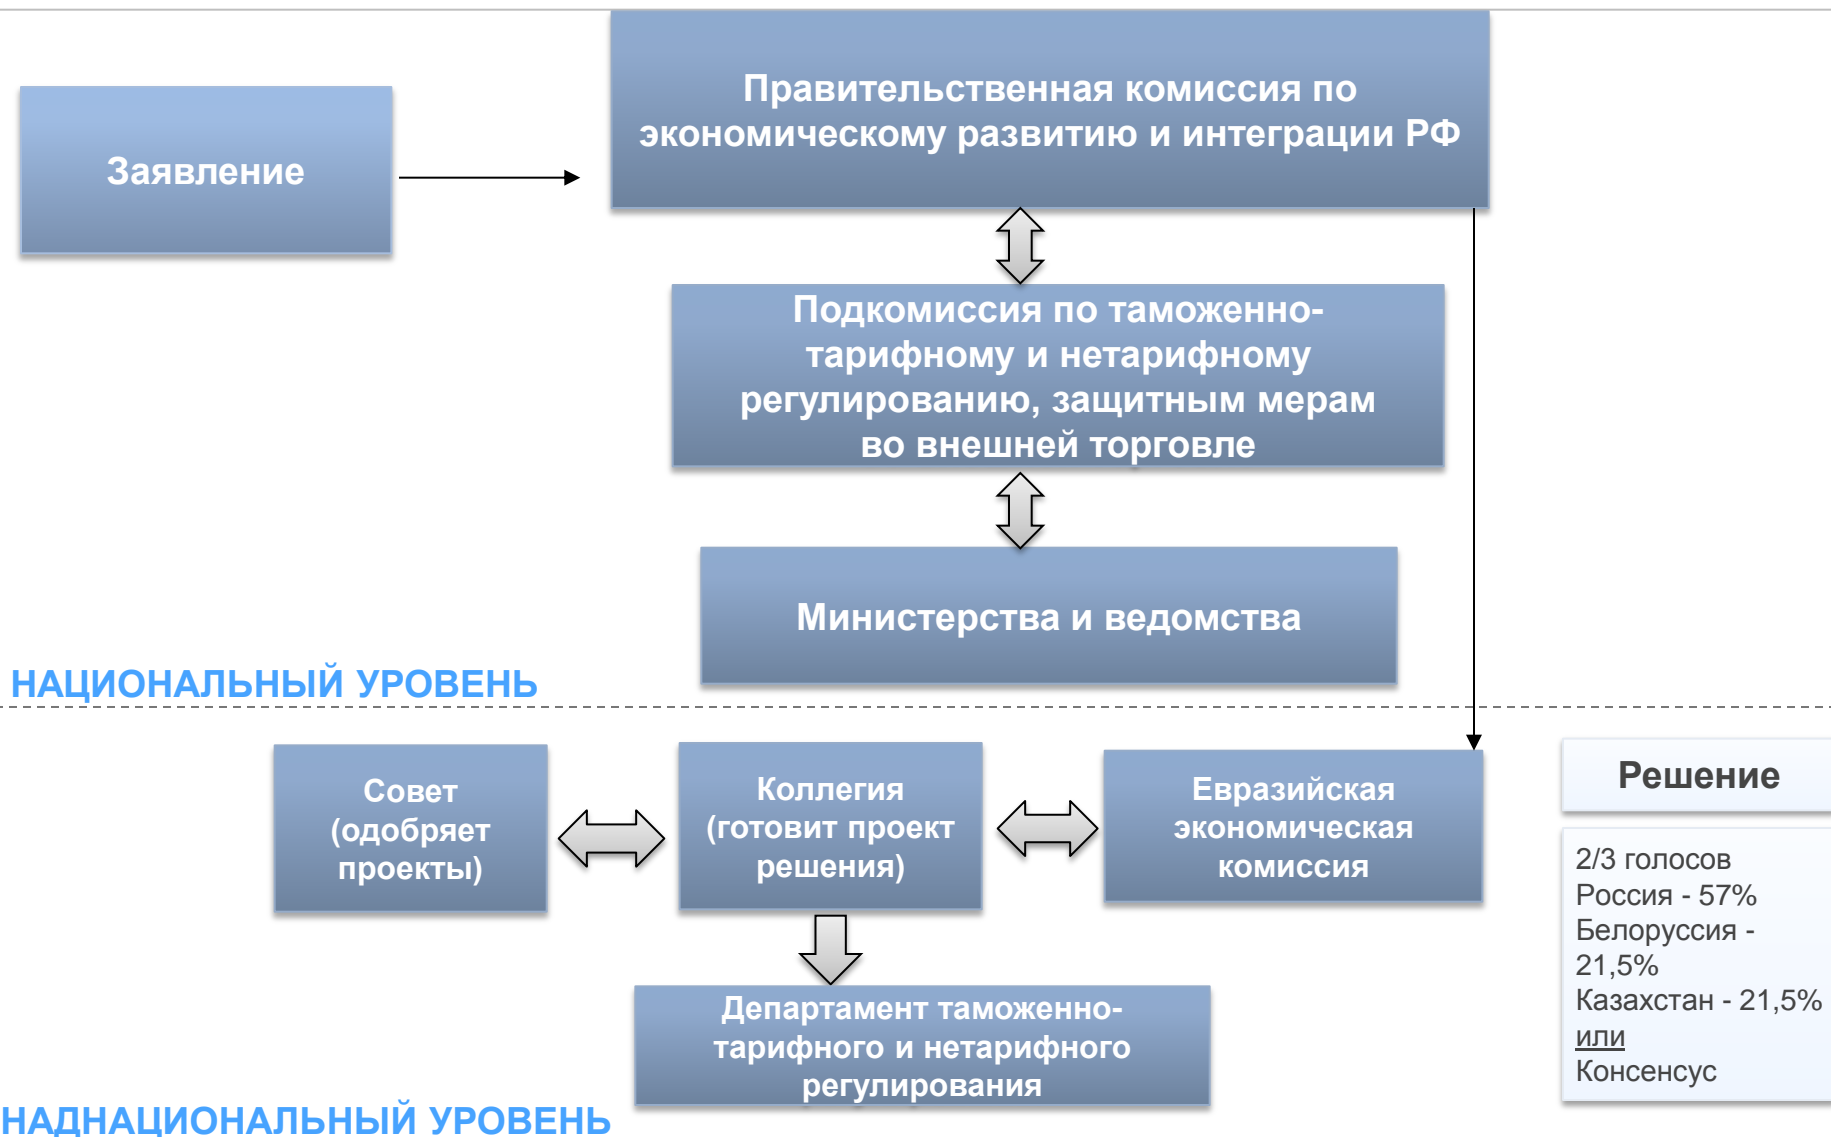 Правительственная комиссия по
экономическому развитию и интеграции РФ
Заявление
Подкомиссия по таможенно-
тарифному и нетарифному
регулированию, защитным мерам
во внешней торговле
Министерства и ведомства
НАЦИОНАЛЬНЫЙ УРОВЕНЬ
Совет
(одобряет
проекты)
Коллегия
(готовит проект
решения)
Евразийская
экономическая
комиссия
Решение
2/3 голосов
Россия - 57%
Белоруссия -
21,5%
Казахстан - 21,5%
или
Консенсус
Департамент таможенно-
тарифного и нетарифного
регулирования
НАДНАЦИОНАЛЬНЫЙ УРОВЕНЬ